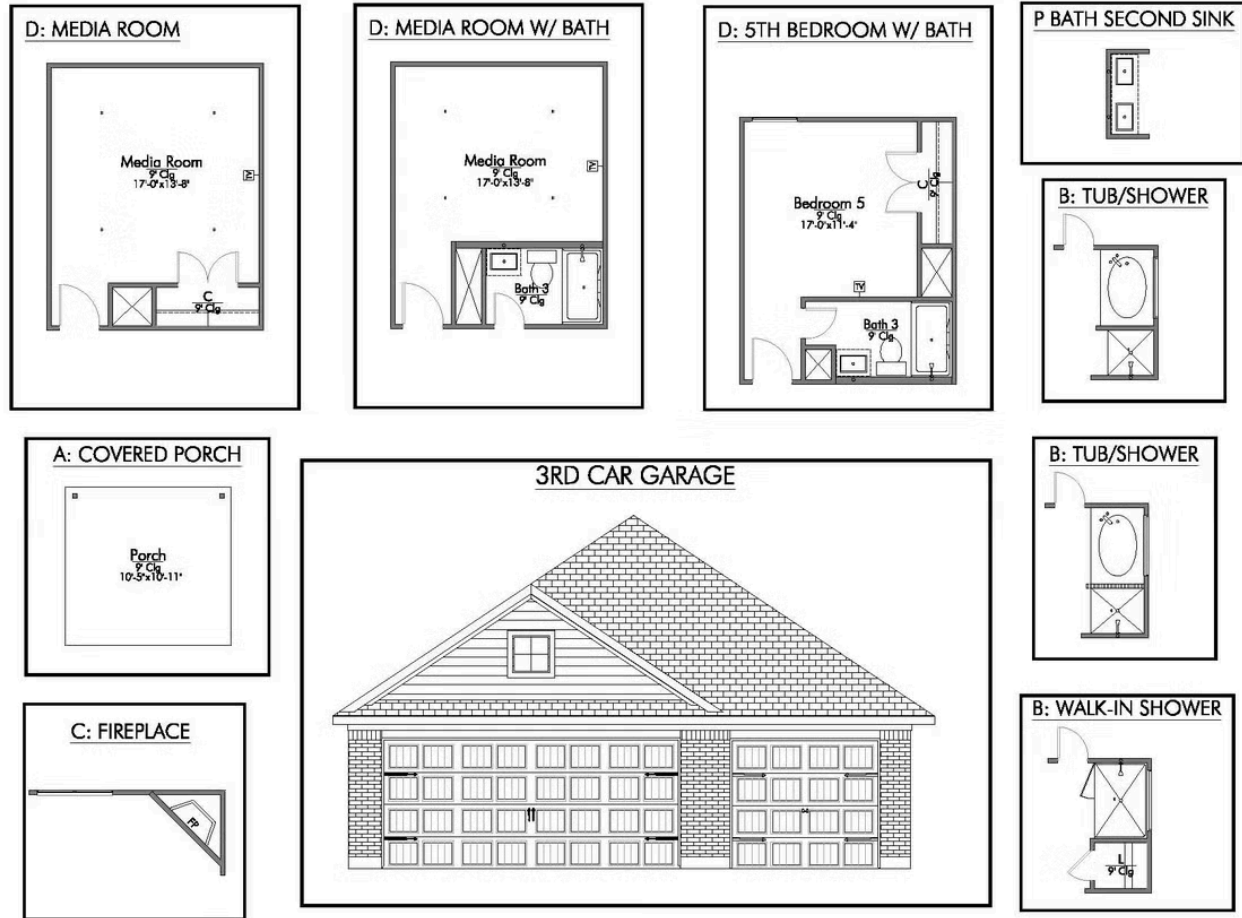 D: MEDIA ROOM
Media Room
9' Clg
17'-0"x13'-8"
TV
C
9' Clg
D: MEDIA ROOM W/ BATH
Media Room
9' Clg
17'-0"x13'-8"
TV
Bath 3
9' Clg
D: 5TH BEDROOM W/ BATH
Bedroom 5
9' Clg
17'-0"x11'-4"
C
9' Clg
TV
Bath 3
9' Clg
P BATH SECOND SINK
B: TUB/SHOWER
A: COVERED PORCH
Porch
9' Clg
10'-5"x10'-11"
3RD CAR GARAGE
B: TUB/SHOWER
C: FIREPLACE
FP
B: WALK-IN SHOWER
L
9' Clg